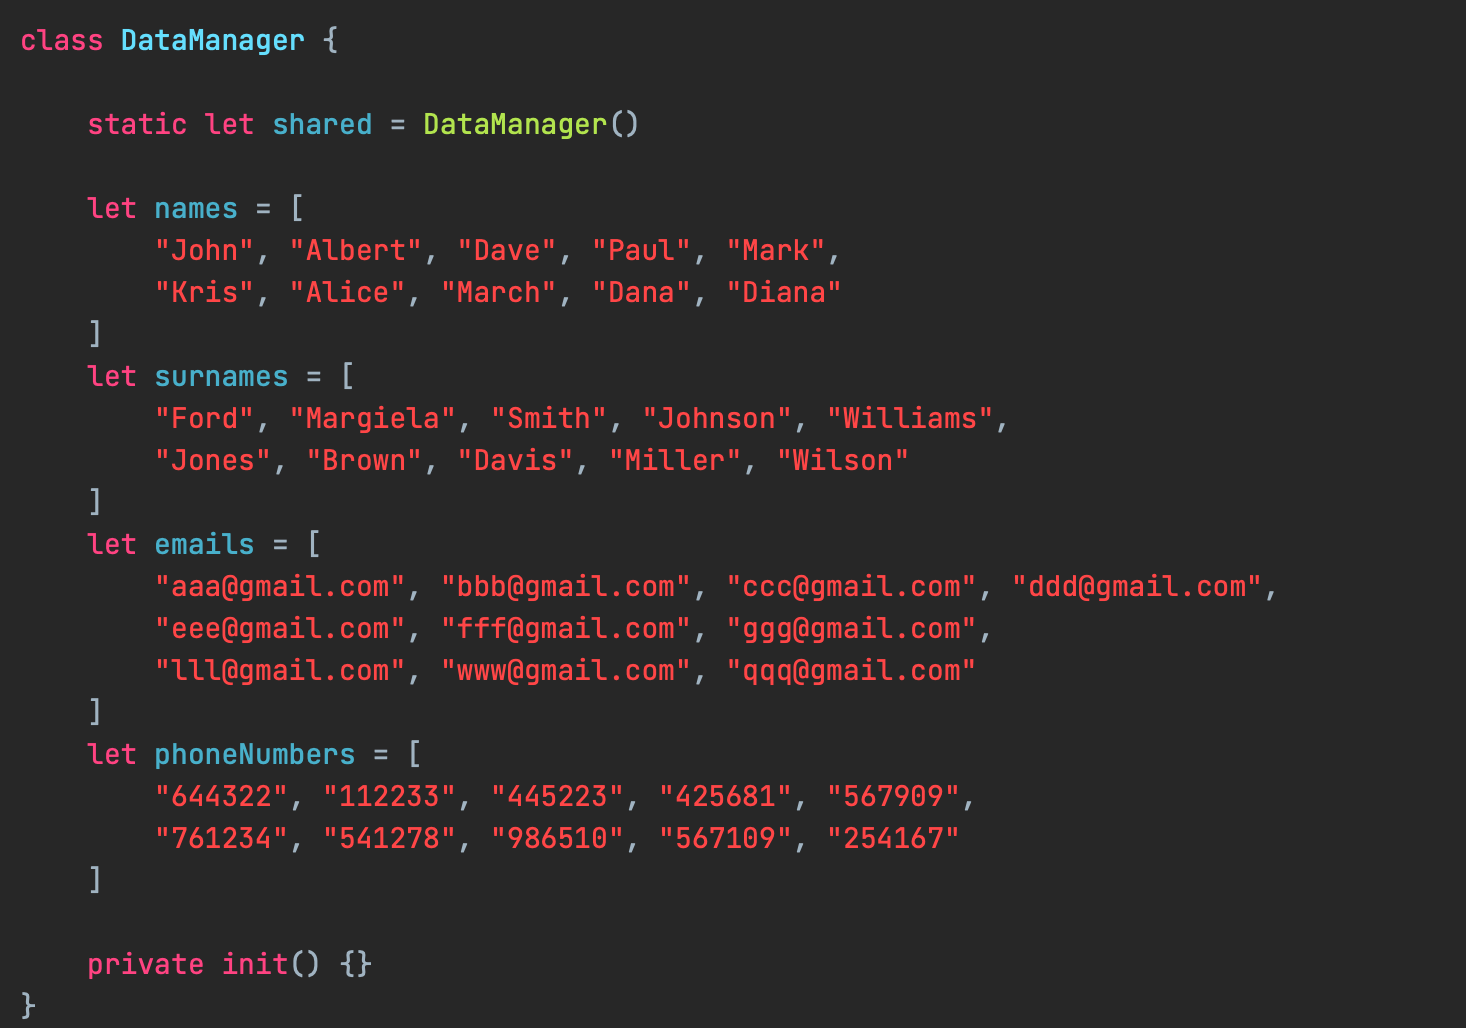 class DataManager {
static let shared = DataManager()
let names = [
"John", "Albert", "Dave", "Paul", "Mark",
"Kris", "Alice", "March", "Dana", "Diana"
]
let surnames = [
"Ford", "Margiela", "Smith", "Johnson", "Williams",
"Jones", "Brown", "Davis", "Miller", "Wilson"
]
let emails = [
"aaa@gmail.com", "bbb@gmail.com", "ccc@gmail.com", "ddd@gmail.com",
"eee@gmail.com", "fff@gmail.com", "ggg@gmail.com",
"lll@gmail.com", "www@gmail.com", "qqq@gmail.com"
]
let phoneNumbers = [
"644322", "112233", "445223", "425681", "567909",
"761234", "541278", "986510", "567109", "254167"
]
private init() {}
}